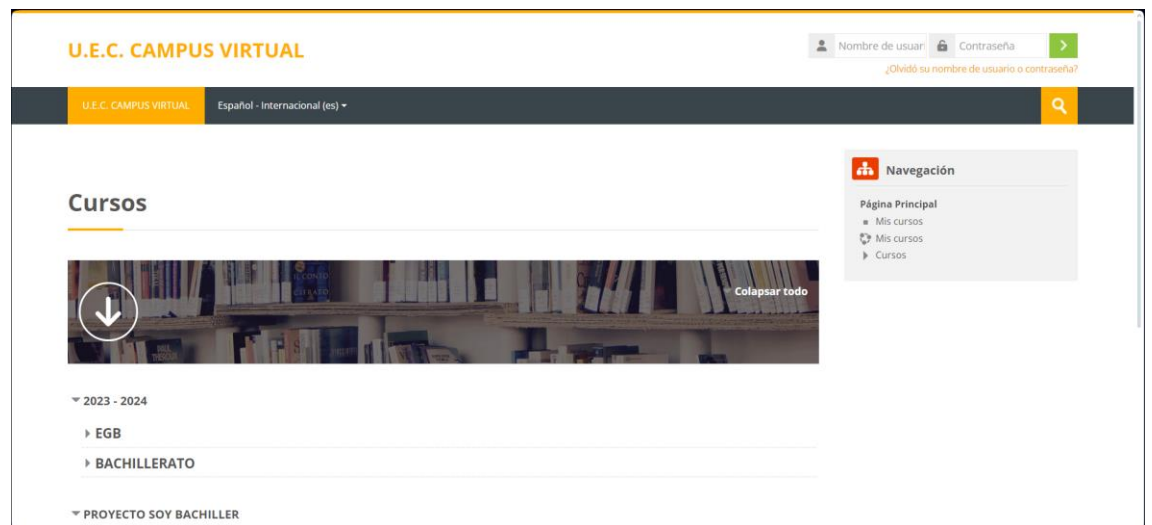 U.E.C. CAMPUS VIRTUAL
Nombre de usuar
Contraseña
¿Olvidó su nombre de usuario o contraseña?
U.E.C. CAMPUS VIRTUAL
Español - Internacional (es)
Navegación
Página Principal
Mis cursos
Mis cursos
Cursos
Cursos
Colapsar todo
2023 - 2024
EGB
BACHILLERATO
PROYECTO SOY BACHILLER